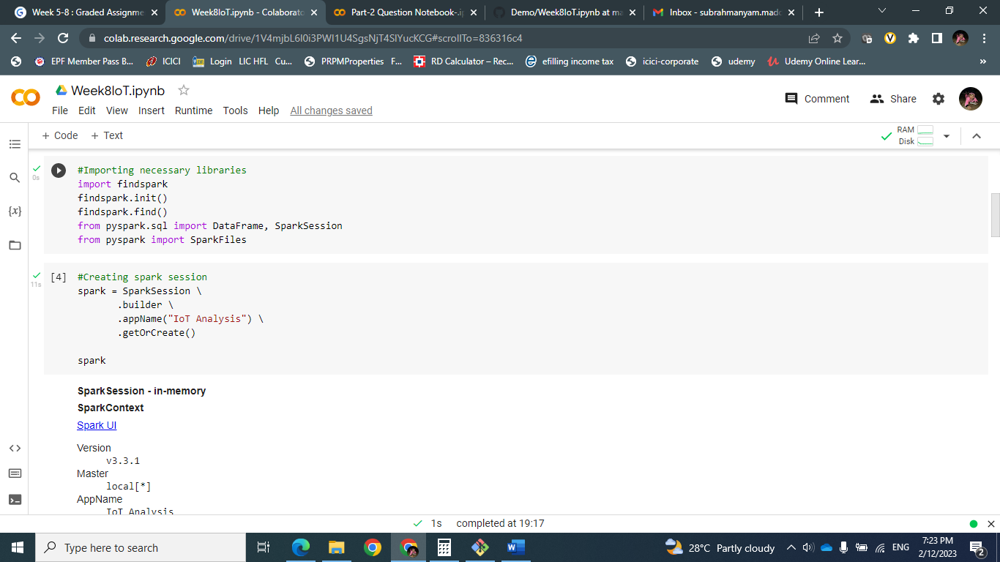 Week 5-8 : Graded Assignme
Week8IoT.ipynb - Colaborato
Part-2 Question Notebook-.i
Demo/Week8IoT.ipynb at ma
Inbox - subrahmanyam.mad
colab.research.google.com/drive/1V4mjbL6I0i3PWI1U4SgsNjT4SlYucKCG#scrollTo=836316c4
EPF Member Pass B...
ICICI
Login
LIC HFL Cu...
PRPMProperties F...
RD Calculator – Rec...
efilling income tax
icici-corporate
udemy
Udemy Online Lear...
»
Week8IoT.ipynb
Comment
Share
File Edit View Insert Runtime Tools Help All changes saved
+ Code + Text
RAM
Disk
0s
#Importing necessary libraries
import findspark
findspark.init()
findspark.find()
from pyspark.sql import DataFrame, SparkSession
from pyspark import SparkFiles
11s
[4] #Creating spark session
spark = SparkSession \
.builder \
.appName("IoT Analysis") \
.getOrCreate()
spark
SparkSession - in-memory
SparkContext
Spark UI
Version
v3.3.1
Master
local[*]
AppName
IoT Analysis
1s completed at 19:17
Type here to search
28°C Partly cloudy
ENG
7:23 PM
2/12/2023
2